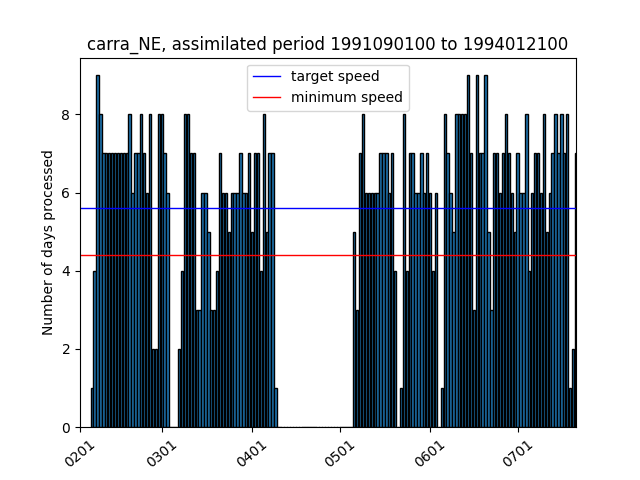 carra_NE, assimilated period 1991090100 to 1994012100
target speed
minimum speed
Number of days processed
8
6
4
2
0
0201
0301
0401
0501
0601
0701